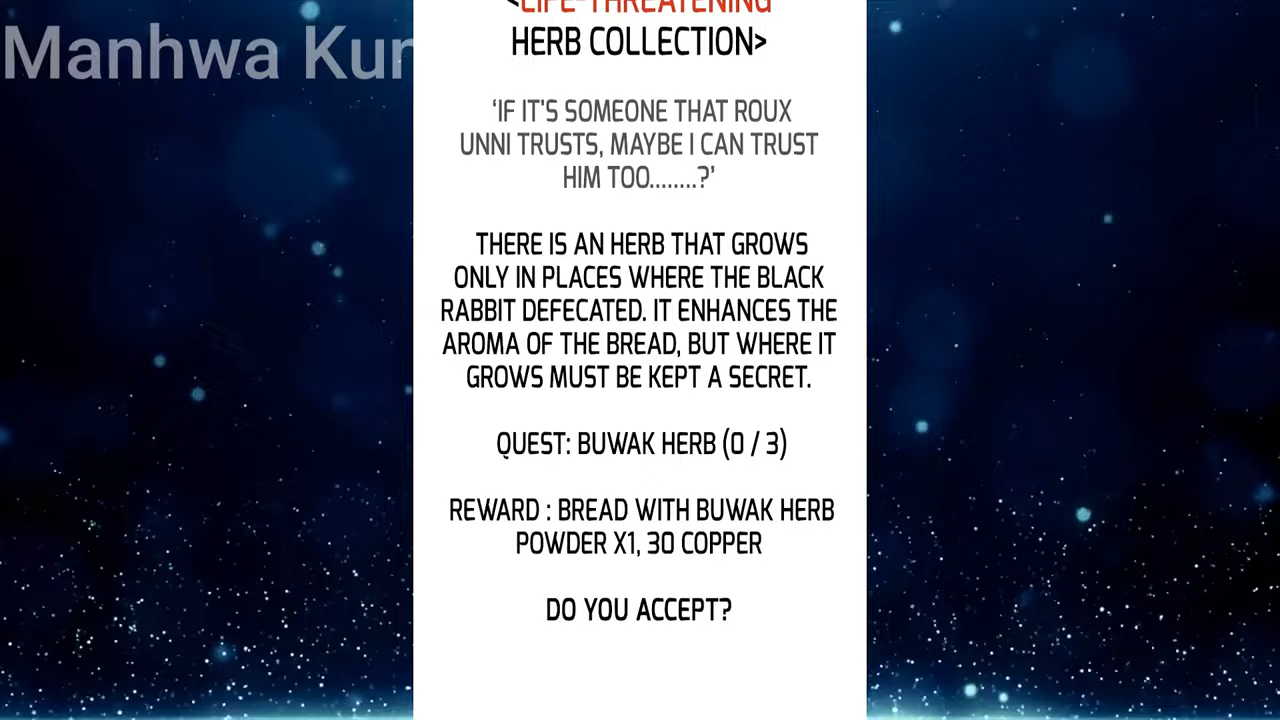 Manhwa Kun
<LIFE-THREATENING
HERB COLLECTION>
‘IF IT'S SOMEONE THAT ROUX
UNNI TRUSTS, MAYBE I CAN TRUST
HIM TOO........?’
THERE IS AN HERB THAT GROWS
ONLY IN PLACES WHERE THE BLACK
RABBIT DEFECATED. IT ENHANCES THE
AROMA OF THE BREAD, BUT WHERE IT
GROWS MUST BE KEPT A SECRET.
QUEST: BUWAK HERB (0 / 3)
REWARD : BREAD WITH BUWAK HERB
POWDER X1, 30 COPPER
DO YOU ACCEPT?